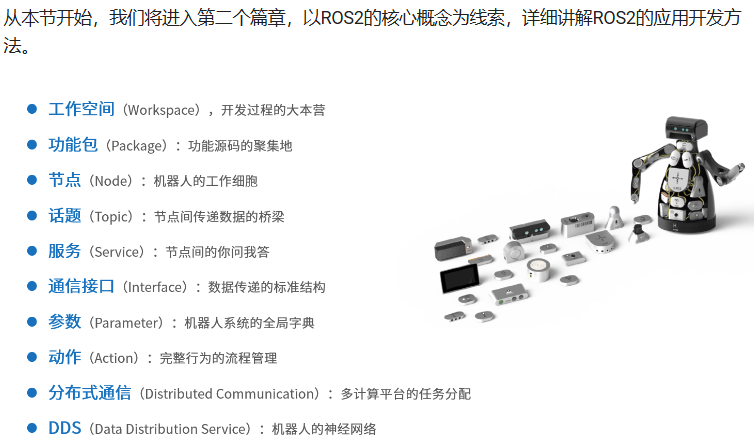 从本节开始，我们将进入第二个篇章，以ROS2的核心概念为线索，详细讲解ROS2的应用开发方
法。
工作空间（Workspace），开发过程的大本营
功能包（Package）：功能源码的聚集地
节点（Node）：机器人的工作细胞
话题（Topic）：节点间传递数据的桥梁
服务（Service）：节点间的你问我答
通信接口（Interface）：数据传递的标准结构
参数（Parameter）：机器人系统的全局字典
动作（Action）：完整行为的流程管理
分布式通信（Distributed Communication）：多计算平台的任务分配
DDS（Data Distribution Service）：机器人的神经网络